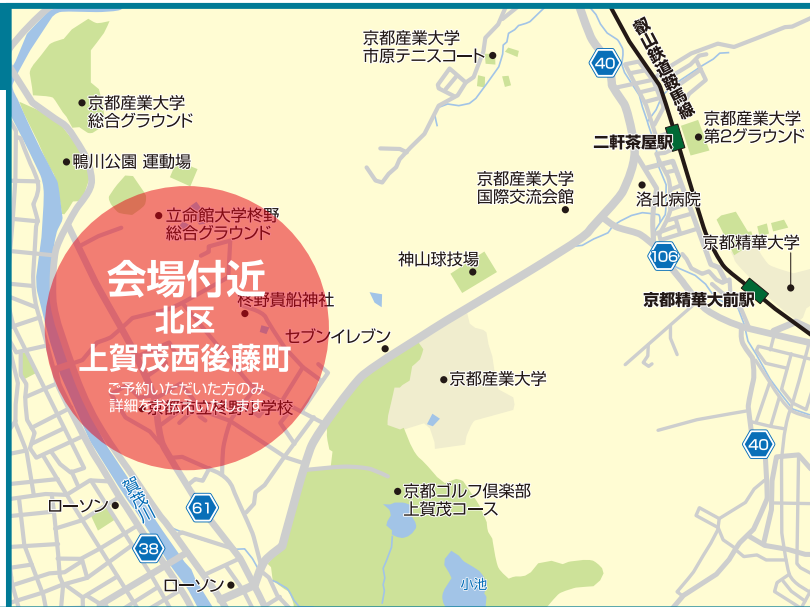 京都産業大学
市原テニスコート
40
叡山鉄道鞍馬線
京都産業大学
総合グラウンド
京都産業大学
第2グラウンド
二軒茶屋駅
鴨川公園 運動場
京都産業大学
国際交流会館
洛北病院
立命館大学柊野
総合グラウンド
京都精華大学
神山球技場
106
会場付近
北区
上賀茂西後藤町
ご予約いただいた方のみ
詳細をお伝えいたします
柊野貴船神社
京都精華大前駅
セブンイレブン
京都産業大学
京都市立柊野小学校
40
京都ゴルフ倶楽部
上賀茂コース
賀茂川
ローソン
61
38
ローソン
小池